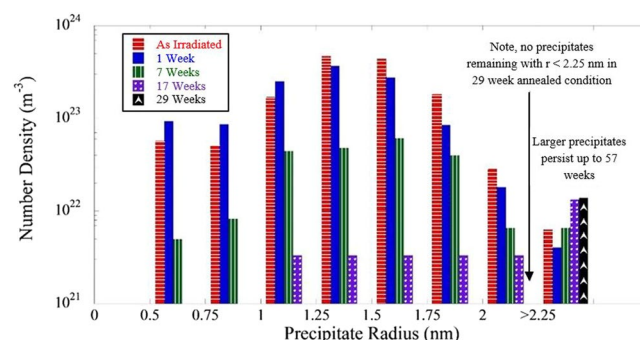 10^24
As Irradiated
1 Week
7 Weeks
17 Weeks
29 Weeks
Note, no precipitates
remaining with r < 2.25 nm in
29 week annealed condition
Larger precipitates
persist up to 57
weeks
10^23
10^22
10^21
Number Density (m^-3)
0 0.5 0.75 1 1.25 1.5 1.75 2 >2.25
Precipitate Radius (nm)